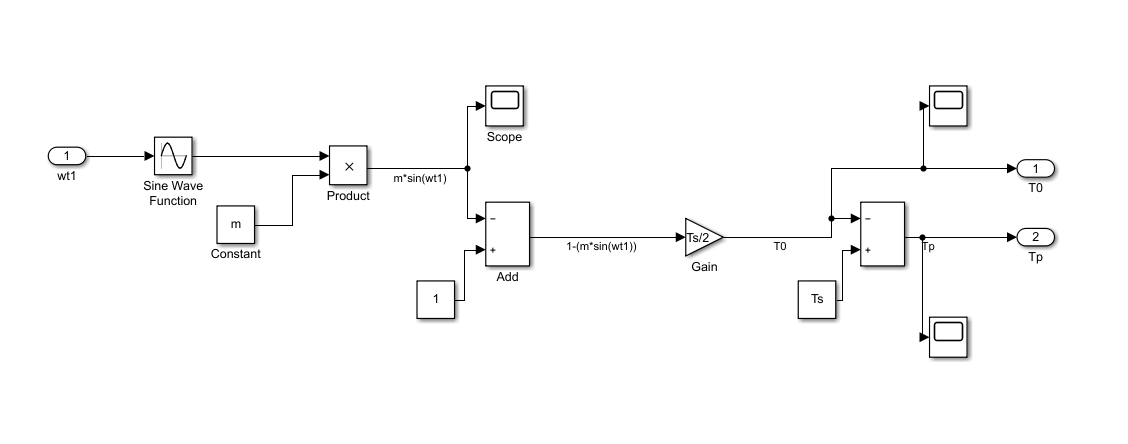 1
wt1
Sine Wave
Function
m
Constant
×
Product
m*sin(wt1)
Scope
−
+
Add
1
1-(m*sin(wt1))
Ts/2
Gain
T0
−
+
Ts
Tp
1
T0
2
Tp